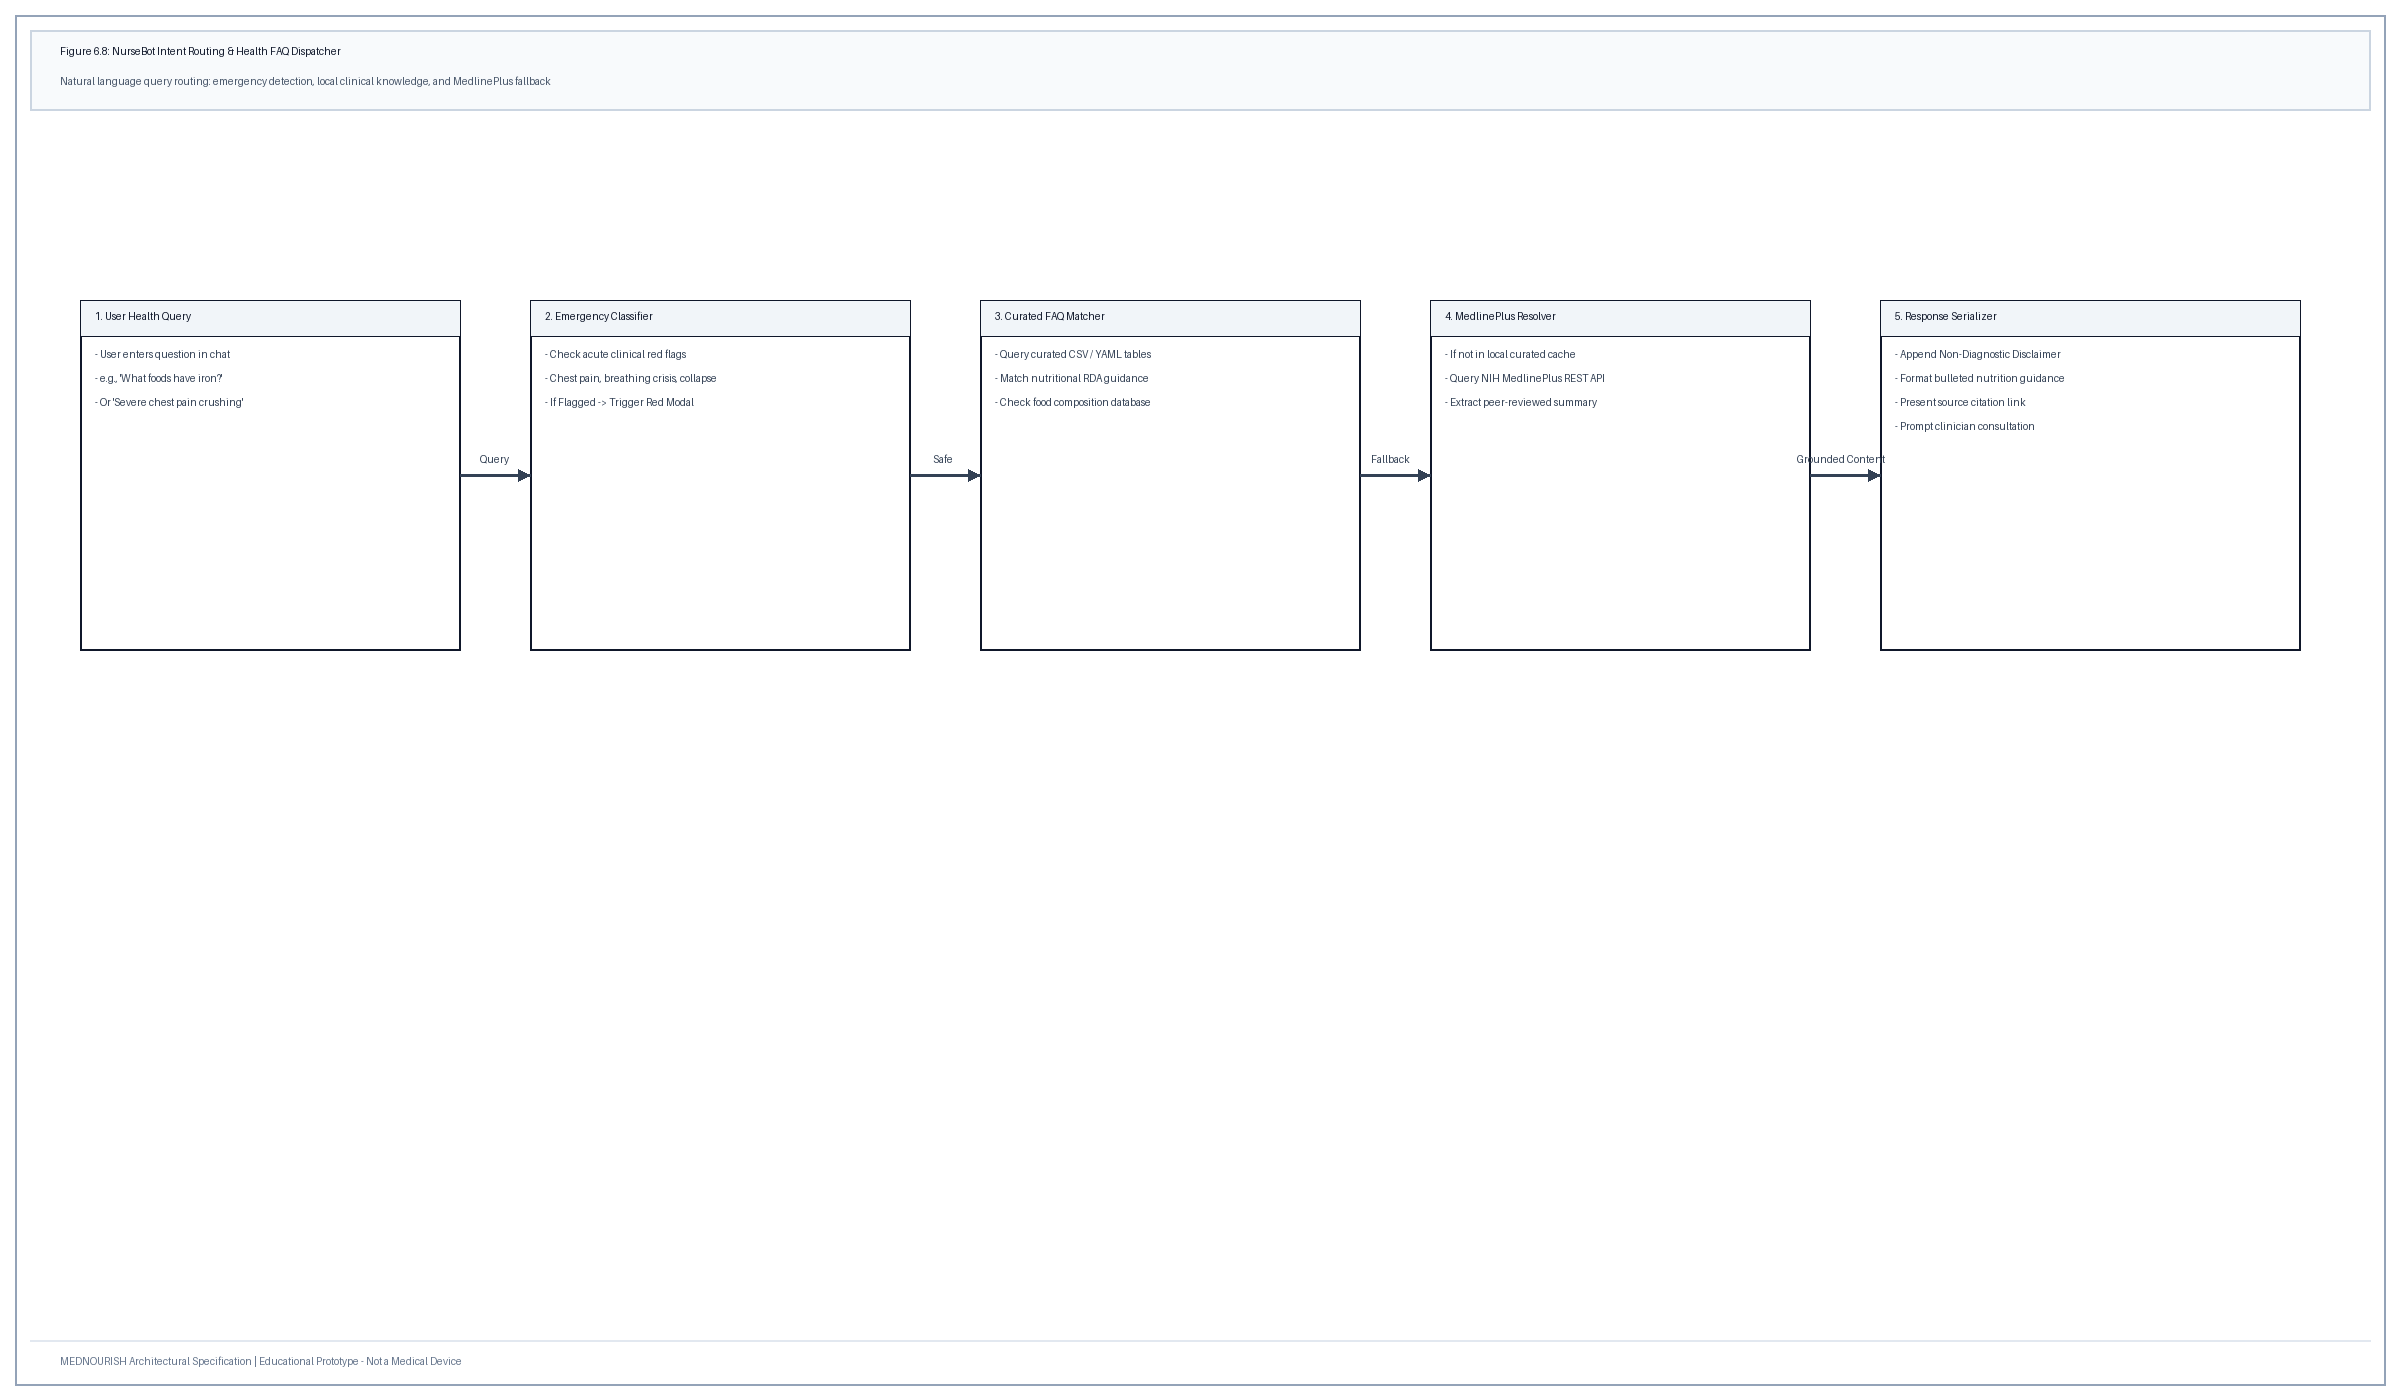 Figure 6.8: NurseBot Intent Routing & Health FAQ Dispatcher
Natural language query routing: emergency detection, local clinical knowledge, and MedlinePlus fallback
1. User Health Query
- User enters question in chat
- e.g., 'What foods have iron?'
- Or 'Severe chest pain crushing'
Query
2. Emergency Classifier
- Check acute clinical red flags
- Chest pain, breathing crisis, collapse
- If Flagged -> Trigger Red Modal
Safe
3. Curated FAQ Matcher
- Query curated CSV / YAML tables
- Match nutritional RDA guidance
- Check food composition database
Fallback
4. MedlinePlus Resolver
- If not in local curated cache
- Query NIH MedlinePlus REST API
- Extract peer-reviewed summary
Grounded Content
5. Response Serializer
- Append Non-Diagnostic Disclaimer
- Format bulleted nutrition guidance
- Present source citation link
- Prompt clinician consultation
MEDNOURISH Architectural Specification | Educational Prototype - Not a Medical Device